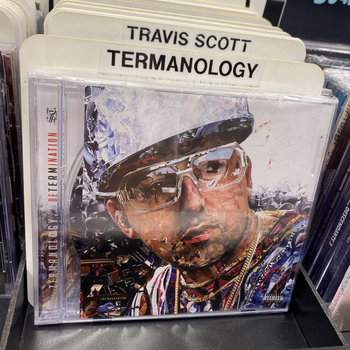 TRAVIS SCOTT
TERMANOLOGY
TERMANOLOGY DETERMINATION